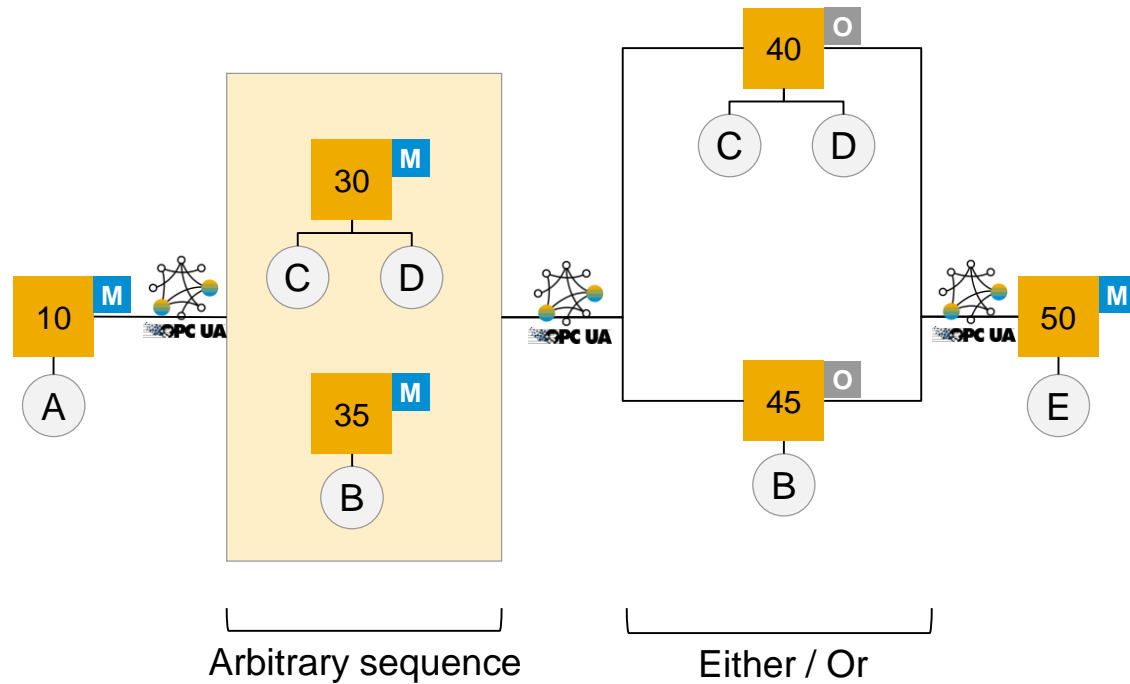 O
40
C
D
M
30
C
D
M
10
A
OPC UA
OPC UA
OPC UA
M
50
E
M
35
B
O
45
B
Arbitrary sequence
Either / Or